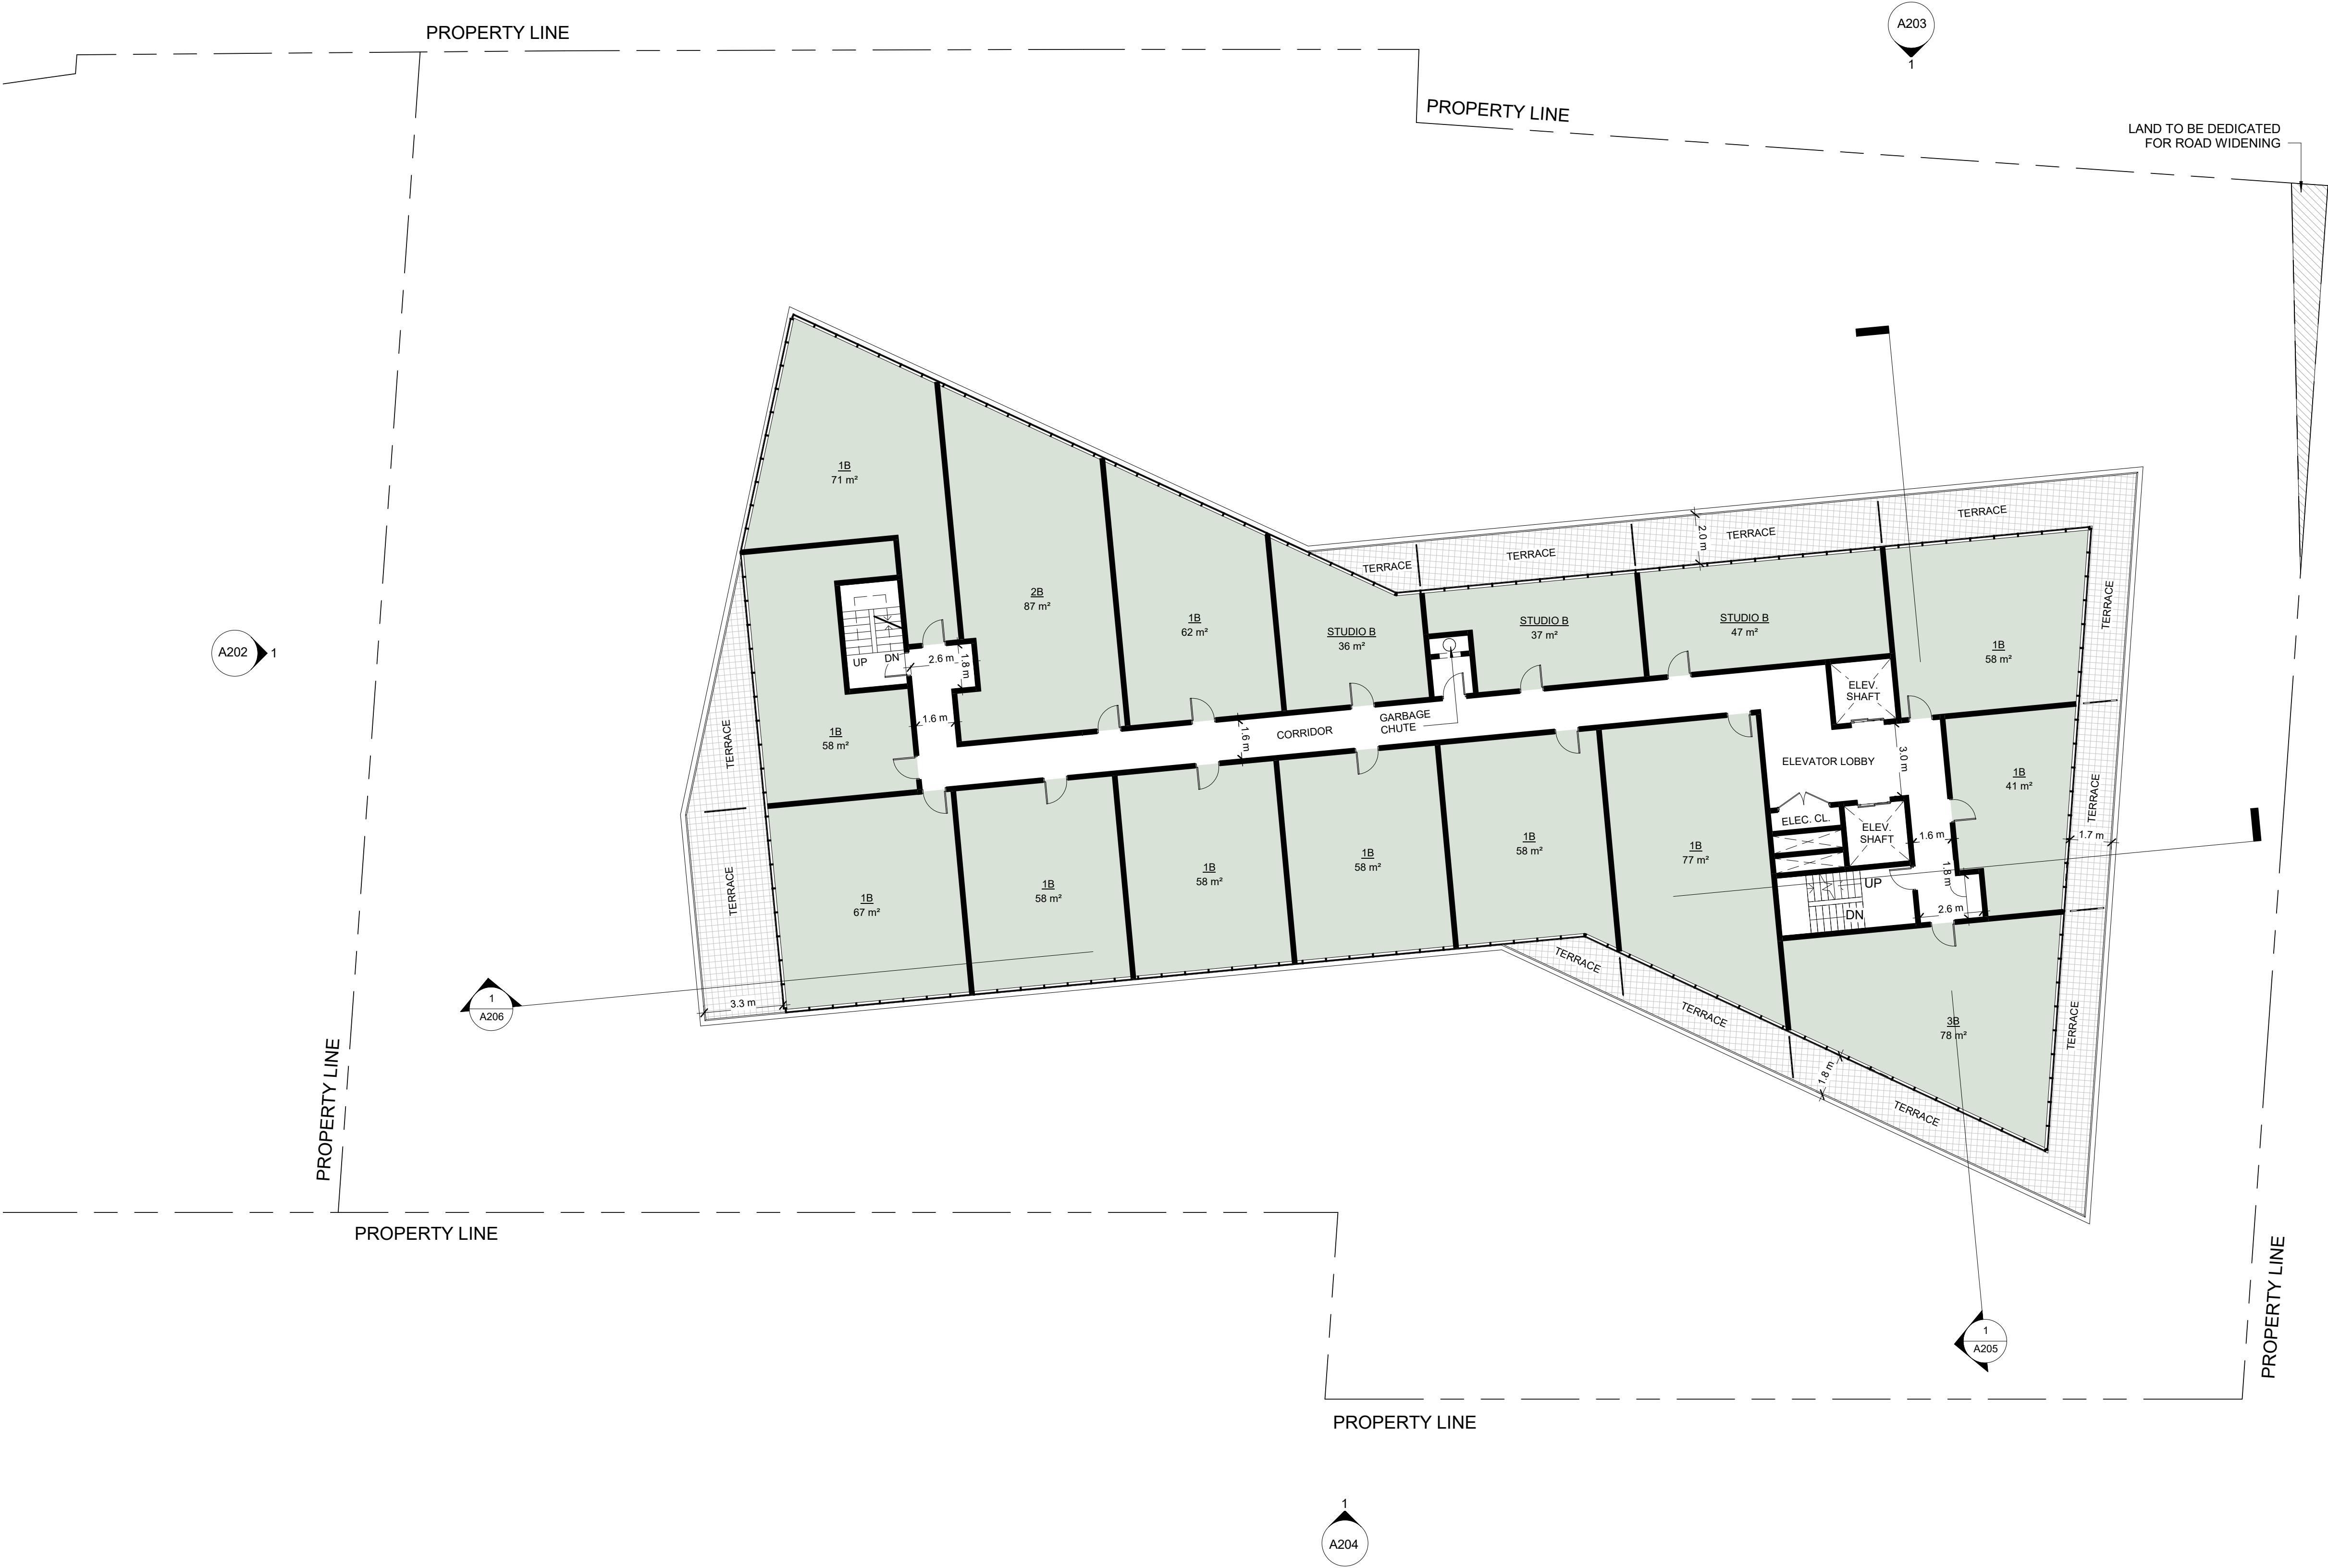 A203
1
PROPERTY LINE
PROPERTY LINE
LAND TO BE DEDICATED
FOR ROAD WIDENING
1B
71 m²
2B
87 m²
1B
62 m²
STUDIO B
36 m²
STUDIO B
37 m²
STUDIO B
47 m²
1B
58 m²
TERRACE
TERRACE
TERRACE
TERRACE
TERRACE
2.0 m
A202
1
UP
DN
2.6 m
1.8 m
1.6 m
1B
58 m²
TERRACE
TERRACE
3.3 m
1.6 m
CORRIDOR
GARBAGE
CHUTE
ELEV.
SHAFT
ELEVATOR LOBBY
3.0 m
ELEC. CL.
ELEV.
SHAFT
1.6 m
1.8 m
UP
DN
2.6 m
1B
41 m²
TERRACE
1.7 m
1B
67 m²
1B
58 m²
1B
58 m²
1B
58 m²
1B
58 m²
1B
77 m²
3B
78 m²
TERRACE
TERRACE
TERRACE
TERRACE
1.8 m
1
A206
PROPERTY LINE
PROPERTY LINE
1
A205
PROPERTY LINE
PROPERTY LINE
1
A204